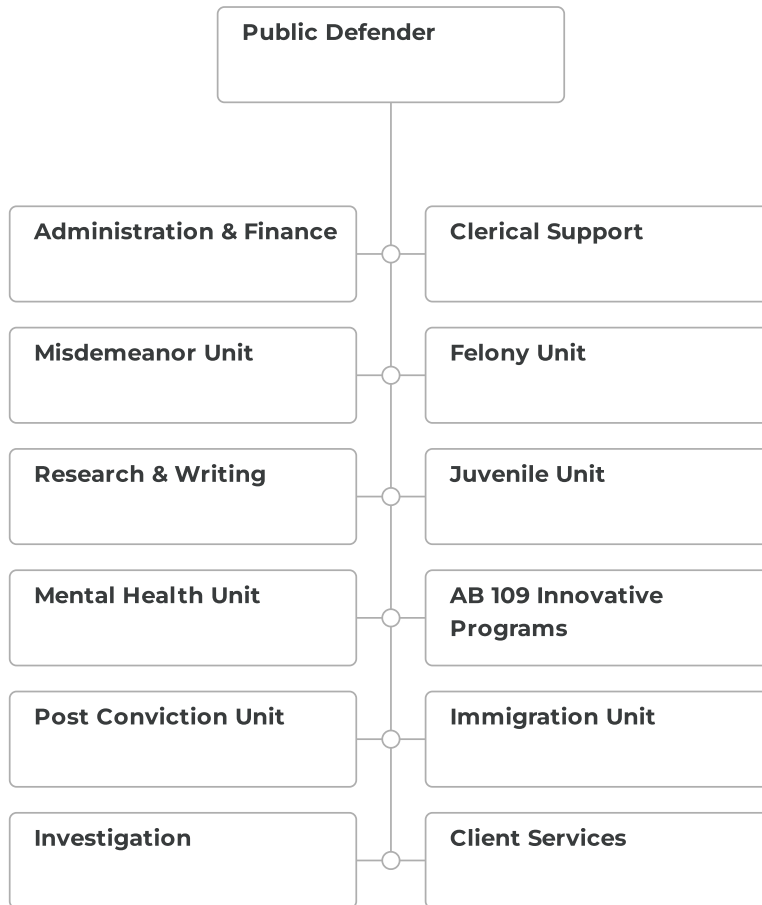 Public Defender
Administration & Finance
Clerical Support
Misdemeanor Unit
Felony Unit
Research & Writing
Juvenile Unit
Mental Health Unit
AB 109 Innovative
Programs
Post Conviction Unit
Immigration Unit
Investigation
Client Services